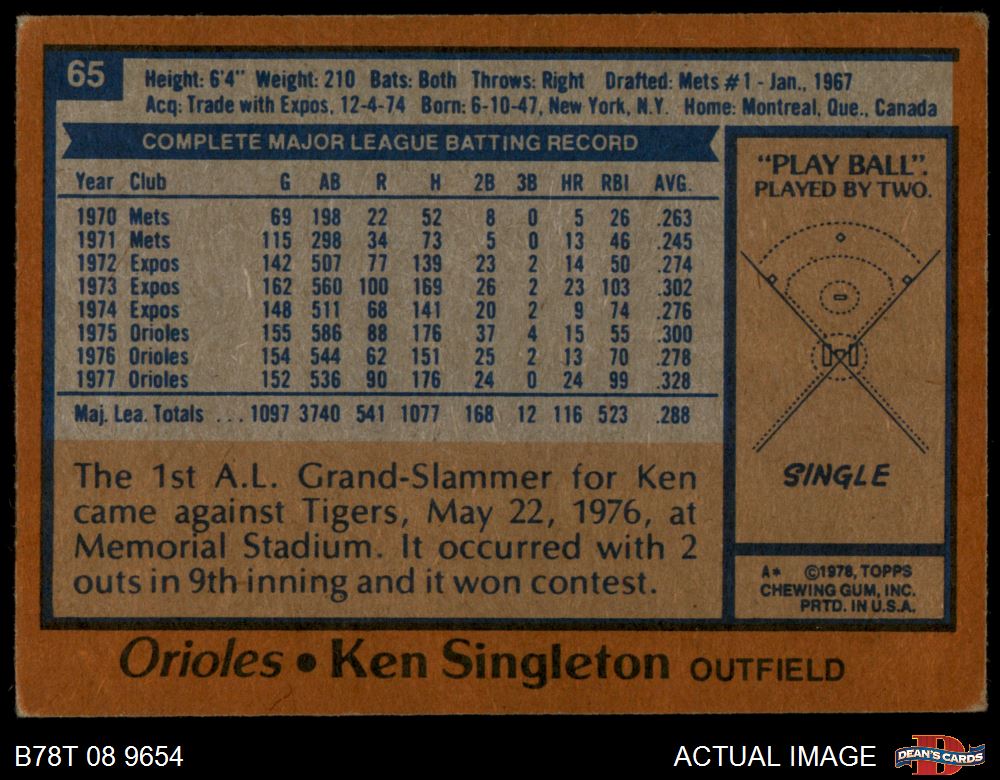 65
Height: 6'4" Weight: 210 Bats: Both Throws: Right Drafted: Mets #1 - Jan., 1967
Acq: Trade with Expos, 12-4-74 Born: 6-10-47, New York, N.Y. Home: Montreal, Que., Canada
COMPLETE MAJOR LEAGUE BATTING RECORD
Year Club G AB R H 2B 3B HR RBI AVG.
1970 Mets 69 198 22 52 8 0 5 26 .263
1971 Mets 115 298 34 73 5 0 13 46 .245
1972 Expos 142 507 77 139 23 2 14 50 .274
1973 Expos 162 560 100 169 26 2 23 103 .302
1974 Expos 148 511 68 141 20 2 9 74 .276
1975 Orioles 155 586 88 176 37 4 15 55 .300
1976 Orioles 154 544 62 151 25 2 13 70 .278
1977 Orioles 152 536 90 176 24 0 24 99 .328
Maj. Lea. Totals ... 1097 3740 541 1077 168 12 116 523 .288
The 1st A.L. Grand-Slammer for Ken
came against Tigers, May 22, 1976, at
Memorial Stadium. It occurred with 2
outs in 9th inning and it won contest.
"PLAY BALL".
PLAYED BY TWO.
SINGLE
A* ©1978, TOPPS
CHEWING GUM, INC.
PRTD. IN U.S.A.
Orioles • Ken Singleton OUTFIELD
B78T 08 9654
ACTUAL IMAGE
D
DEAN'S CARDS